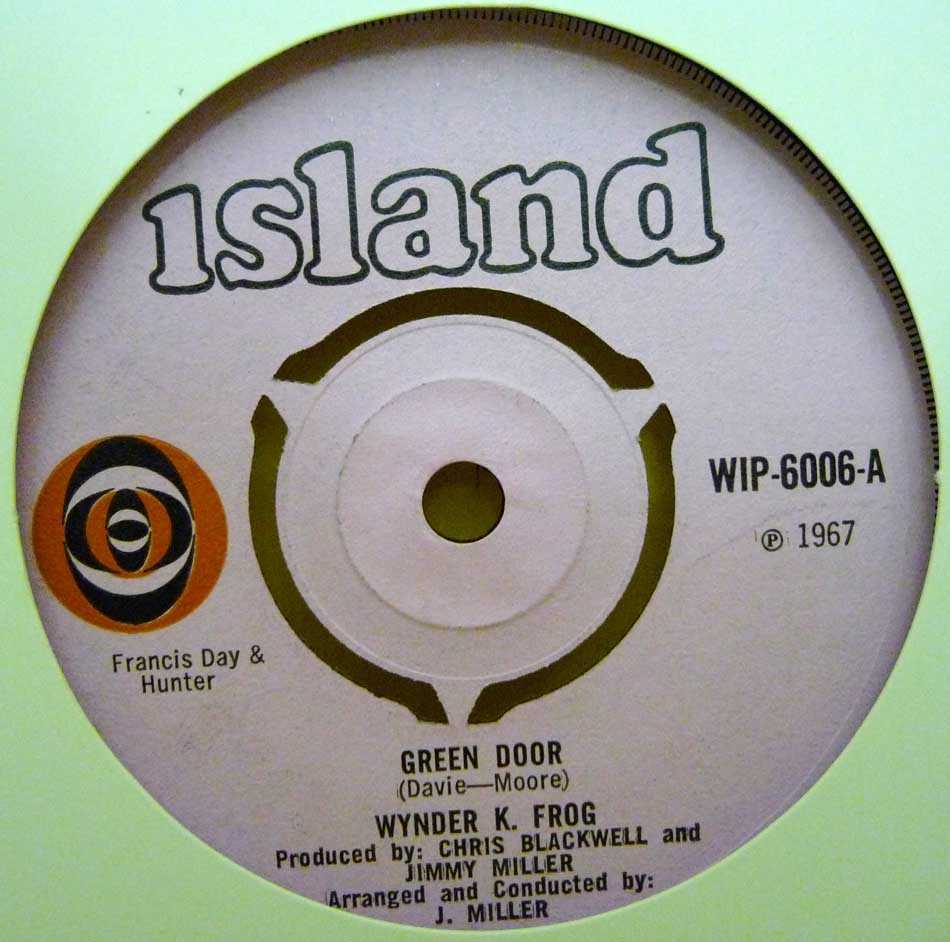 island
WIP-6006-A
Ⓟ 1967
Francis Day &
Hunter
GREEN DOOR
(Davie—Moore)
WYNDER K. FROG
Produced by: CHRIS BLACKWELL and
JIMMY MILLER
Arranged and Conducted by:
J. MILLER